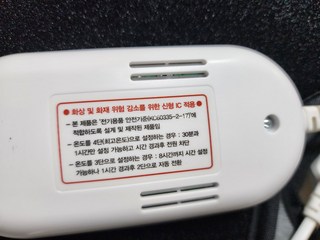 ● 화상 및 화재 위험 감소를 위한 신형 IC 적용 ●
- 본 제품은 '전기용품 안전기준(KC60335-2-17)'에
적합하도록 설계 및 제작된 제품임
- 온도를 4단(최고온도)으로 설정하는 경우 : 30분과
1시간만 설정 가능하고 시간 경과후 전원 차단
- 온도를 3단으로 설정하는 경우 : 8시간까지 시간 설정
가능하나 1시간 경과후 2단으로 자동 전환